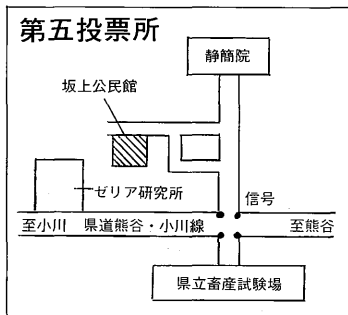 第五投票所
静簡院
坂上公民館
ゼリア研究所
信号
至小川 県道熊谷・小川線 至熊谷
県立畜産試験場